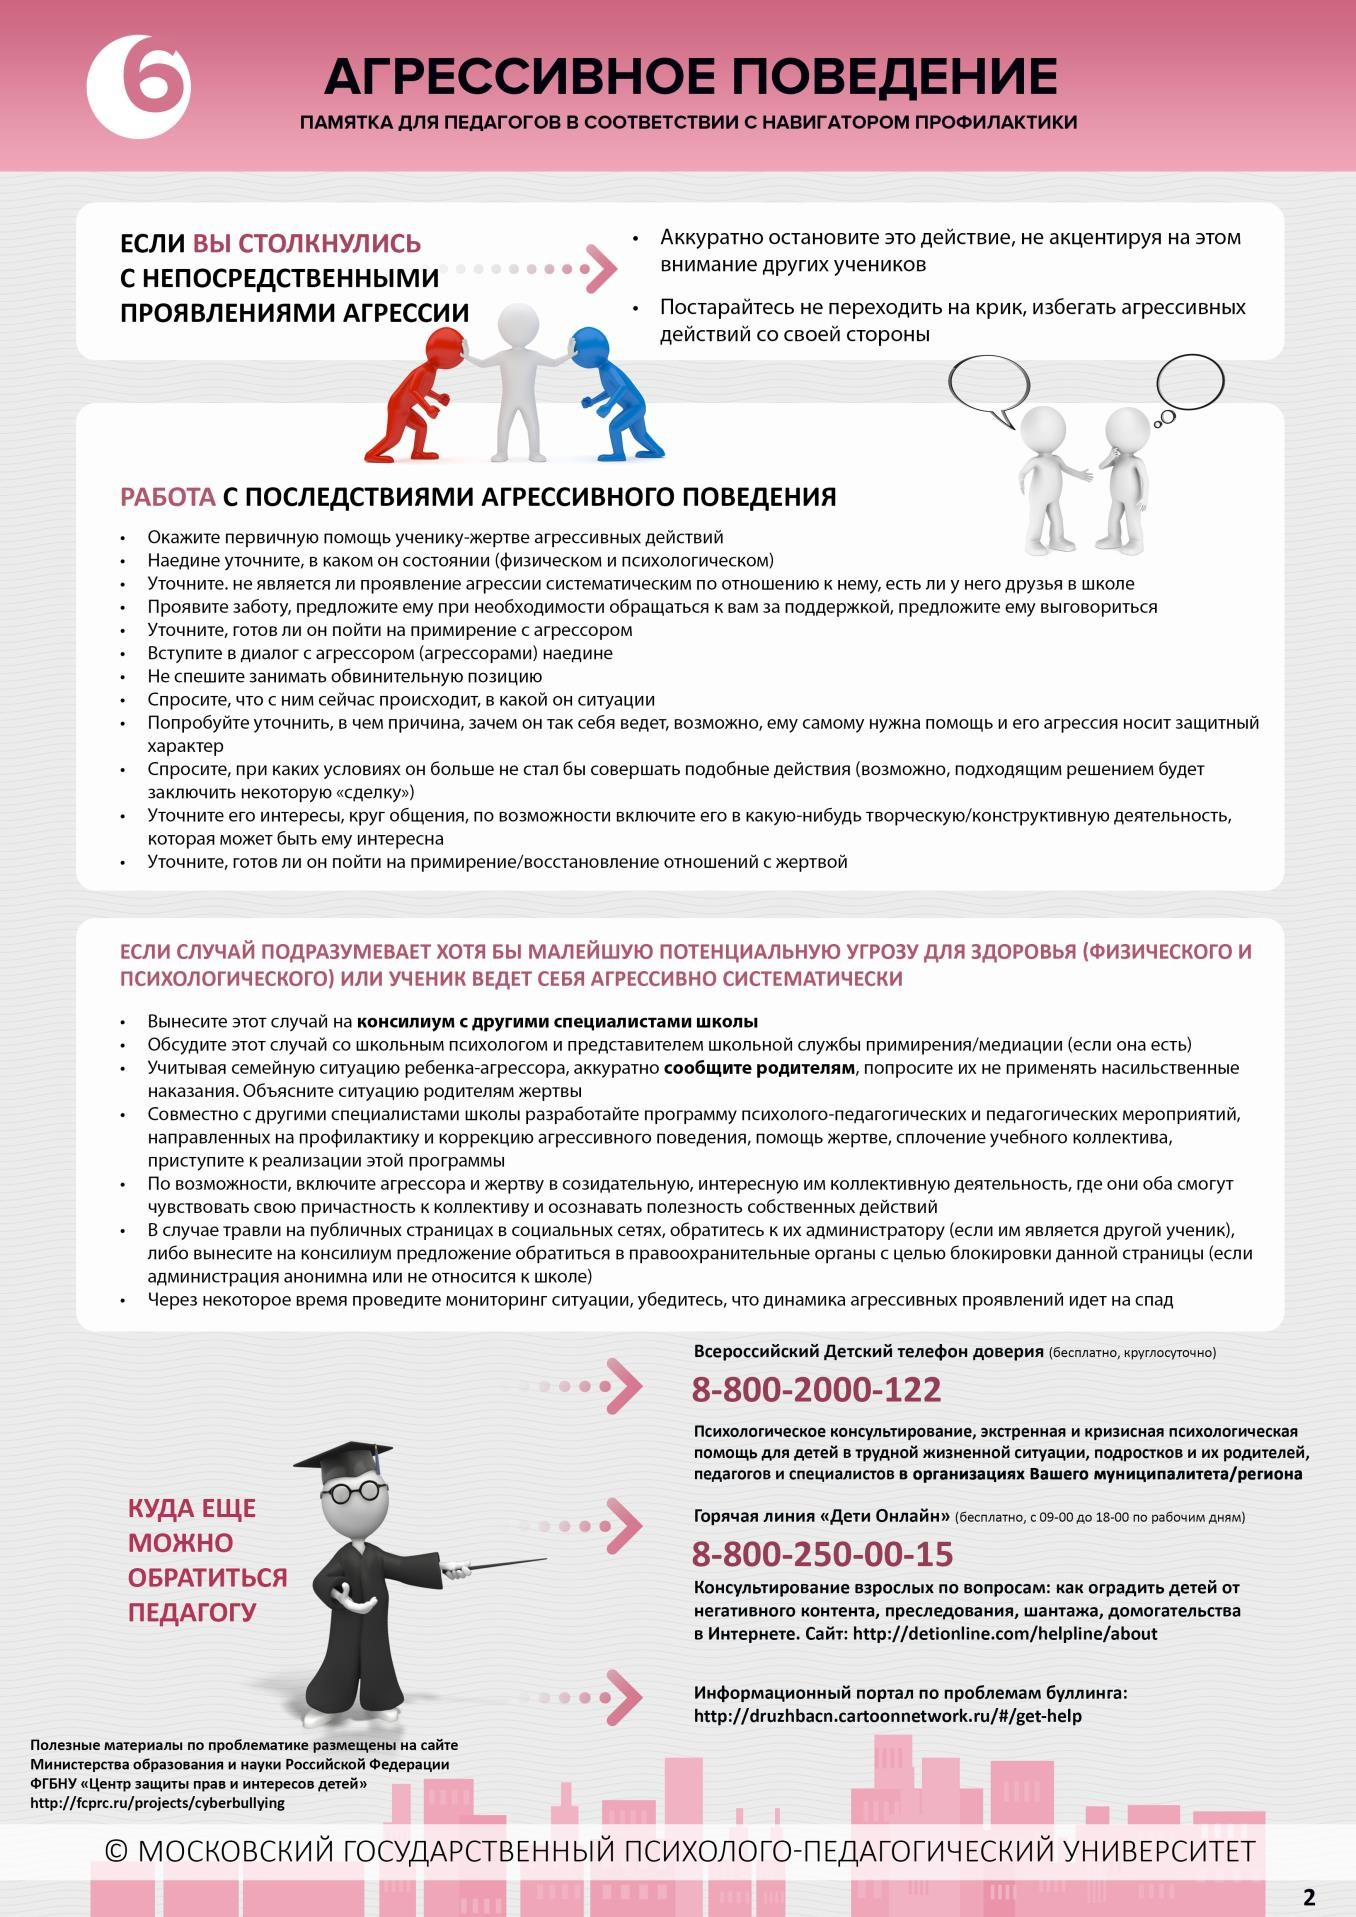 6
АГРЕССИВНОЕ ПОВЕДЕНИЕ
ПАМЯТКА ДЛЯ ПЕДАГОГОВ В СООТВЕТСТВИИ С НАВИГАТОРОМ ПРОФИЛАКТИКИ
ЕСЛИ ВЫ СТОЛКНУЛИСЬ
С НЕПОСРЕДСТВЕННЫМИ
ПРОЯВЛЕНИЯМИ АГРЕССИИ
• Аккуратно остановите это действие, не акцентируя на этом
внимание других учеников
• Постарайтесь не переходить на крик, избегать агрессивных
действий со своей стороны
РАБОТА С ПОСЛЕДСТВИЯМИ АГРЕССИВНОГО ПОВЕДЕНИЯ
• Окажите первичную помощь ученику-жертве агрессивных действий
• Наедине уточните, в каком он состоянии (физическом и психологическом)
• Уточните. не является ли проявление агрессии систематическим по отношению к нему, есть ли у него друзья в школе
• Проявите заботу, предложите ему при необходимости обращаться к вам за поддержкой, предложите ему выговориться
• Уточните, готов ли он пойти на примирение с агрессором
• Вступите в диалог с агрессором (агрессорами) наедине
• Не спешите занимать обвинительную позицию
• Спросите, что с ним сейчас происходит, в какой он ситуации
• Попробуйте уточнить, в чем причина, зачем он так себя ведет, возможно, ему самому нужна помощь и его агрессия носит защитный
характер
• Спросите, при каких условиях он больше не стал бы совершать подобные действия (возможно, подходящим решением будет
заключить некоторую «сделку»)
• Уточните его интересы, круг общения, по возможности включите его в какую-нибудь творческую/конструктивную деятельность,
которая может быть ему интересна
• Уточните, готов ли он пойти на примирение/восстановление отношений с жертвой
ЕСЛИ СЛУЧАЙ ПОДРАЗУМЕВАЕТ ХОТЯ БЫ МАЛЕЙШУЮ ПОТЕНЦИАЛЬНУЮ УГРОЗУ ДЛЯ ЗДОРОВЬЯ (ФИЗИЧЕСКОГО И
ПСИХОЛОГИЧЕСКОГО) ИЛИ УЧЕНИК ВЕДЕТ СЕБЯ АГРЕССИВНО СИСТЕМАТИЧЕСКИ
• Вынесите этот случай на консилиум с другими специалистами школы
• Обсудите этот случай со школьным психологом и представителем школьной службы примирения/медиации (если она есть)
• Учитывая семейную ситуацию ребенка-агрессора, аккуратно сообщите родителям, попросите их не применять насильственные
наказания. Объясните ситуацию родителям жертвы
• Совместно с другими специалистами школы разработайте программу психолого-педагогических и педагогических мероприятий,
направленных на профилактику и коррекцию агрессивного поведения, помощь жертве, сплочение учебного коллектива,
приступите к реализации этой программы
• По возможности, включите агрессора и жертву в созидательную, интересную им коллективную деятельность, где они оба смогут
чувствовать свою причастность к коллективу и осознавать полезность собственных действий
• В случае травли на публичных страницах в социальных сетях, обратитесь к их администратору (если им является другой ученик),
либо вынесите на консилиум предложение обратиться в правоохранительные органы с целью блокировки данной страницы (если
администрация анонимна или не относится к школе)
• Через некоторое время проведите мониторинг ситуации, убедитесь, что динамика агрессивных проявлений идет на спад
КУДА ЕЩЕ
МОЖНО
ОБРАТИТЬСЯ
ПЕДАГОГУ
Всероссийский Детский телефон доверия (бесплатно, круглосуточно)
8-800-2000-122
Психологическое консультирование, экстренная и кризисная психологическая
помощь для детей в трудной жизненной ситуации, подростков и их родителей,
педагогов и специалистов в организациях Вашего муниципалитета/региона
Горячая линия «Дети Онлайн» (бесплатно, с 09-00 до 18-00 по рабочим дням)
8-800-250-00-15
Консультирование взрослых по вопросам: как оградить детей от
негативного контента, преследования, шантажа, домогательства
в Интернете. Сайт: http://detionline.com/helpline/about
Информационный портал по проблемам буллинга:
http://druzhbacn.cartoonnetwork.ru/#/get-help
Полезные материалы по проблематике размещены на сайте
Министерства образования и науки Российской Федерации
ФГБНУ «Центр защиты прав и интересов детей»
http://fcprc.ru/projects/cyberbullying
© МОСКОВСКИЙ ГОСУДАРСТВЕННЫЙ ПСИХОЛОГО-ПЕДАГОГИЧЕСКИЙ УНИВЕРСИТЕТ
2